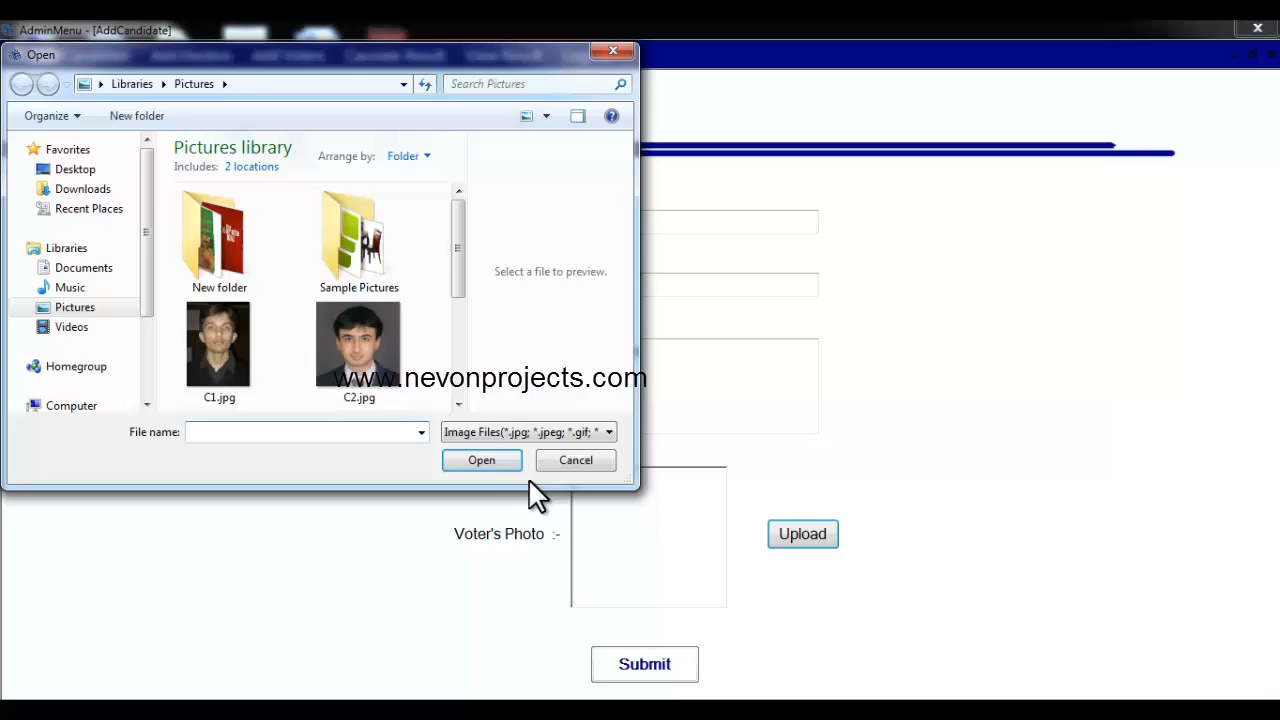 AdminMenu - [AddCandidate]
Open
Libraries Pictures
Search Pictures
Organize
New folder
Favorites
Desktop
Downloads
Recent Places
Libraries
Documents
Music
Pictures
Videos
Homegroup
Computer
Pictures library
Includes: 2 locations
Arrange by: Folder
New folder
Sample Pictures
C1.jpg
C2.jpg
Select a file to preview.
www.nevonprojects.com
File name:
Image Files(*.jpg; *.jpeg; *.gif; *
Open
Cancel
Voter's Photo :-
Upload
Submit